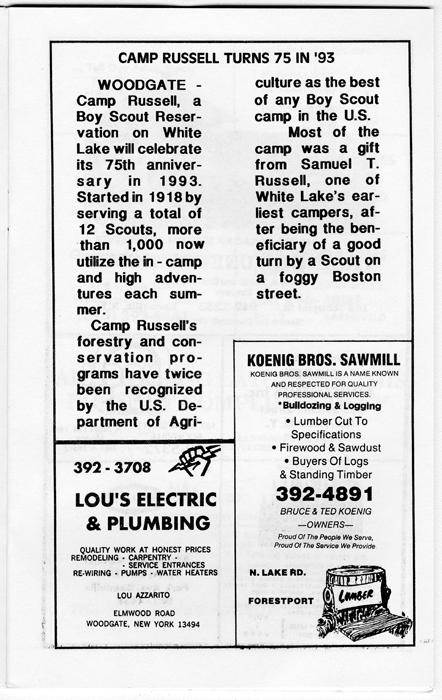 CAMP RUSSELL TURNS 75 IN '93
WOODGATE -
Camp Russell, a
Boy Scout Reser-
vation on White
Lake will celebrate
its 75th anniver-
sary in 1993.
Started in 1918 by
serving a total of
12 Scouts, more
than 1,000 now
utilize the in - camp
and high adven-
tures each sum-
mer.
Camp Russell's
forestry and con-
servation pro-
grams have twice
been recognized
by the U.S. De-
partment of Agri-
culture as the best
of any Boy Scout
camp in the U.S.
Most of the
camp was a gift
from Samuel T.
Russell, one of
White Lake's ear-
liest campers, af-
ter being the ben-
eficiary of a good
turn by a Scout on
a foggy Boston
street.
392 - 3708
LOU'S ELECTRIC
& PLUMBING
QUALITY WORK AT HONEST PRICES
REMODELING - CARPENTRY -
- SERVICE ENTRANCES
RE-WIRING - PUMPS - WATER HEATERS
LOU AZZARITO
ELMWOOD ROAD
WOODGATE, NEW YORK 13494
KOENIG BROS. SAWMILL
KOENIG BROS. SAWMILL IS A NAME KNOWN
AND RESPECTED FOR QUALITY
PROFESSIONAL SERVICES.
*Bulldozing & Logging
• Lumber Cut To
Specifications
• Firewood & Sawdust
• Buyers Of Logs
& Standing Timber
392-4891
BRUCE & TED KOENIG
—OWNERS—
Proud Of The People We Serve,
Proud Of The Service We Provide
N. LAKE RD.
FORESTPORT
LUMBER